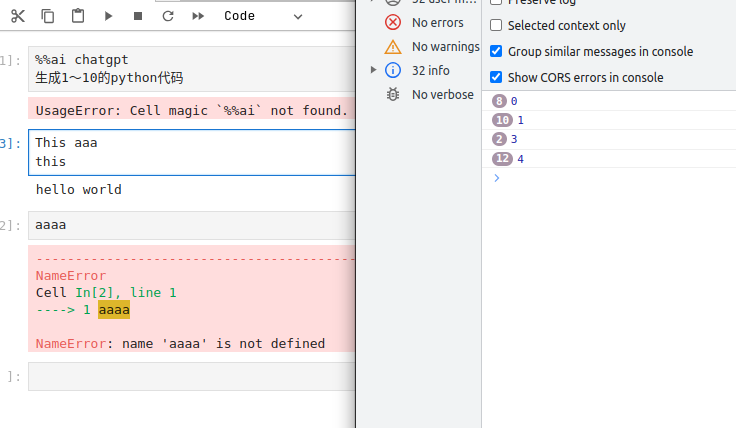 Code
1]:
%%ai chatgpt
生成1～10的python代码
UsageError: Cell magic `%%ai` not found.
3]:
This aaa
this
hello world
2]:
aaaa
---------------------------------------
NameError
Cell In[2], line 1
----> 1 aaaa
NameError: name 'aaaa' is not defined
]:
32 user m…
No errors
No warnings
32 info
No verbose
Preserve log
Selected context only
Group similar messages in console
Show CORS errors in console
8 0
10 1
2 3
12 4